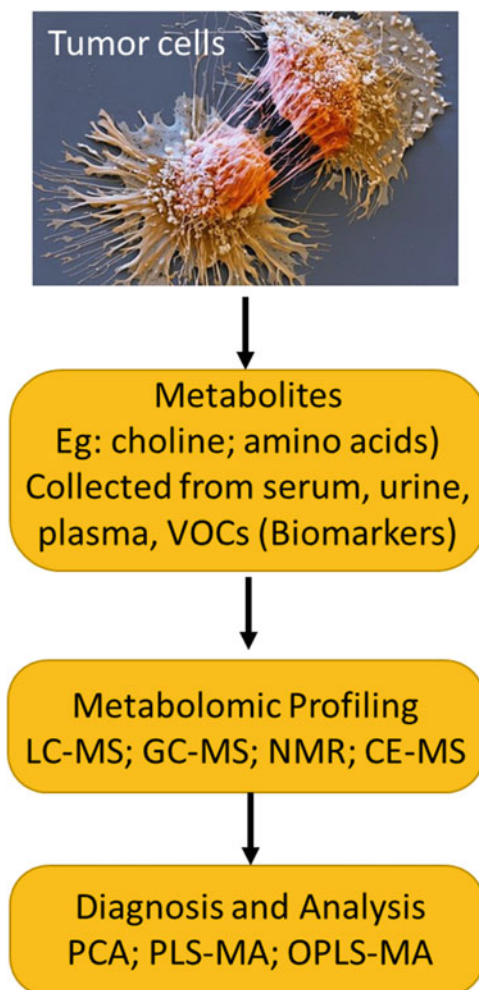 Tumor cells
Metabolites
Eg: choline; amino acids)
Collected from serum, urine,
plasma, VOCs (Biomarkers)
Metabolomic Profiling
LC-MS; GC-MS; NMR; CE-MS
Diagnosis and Analysis
PCA; PLS-MA; OPLS-MA